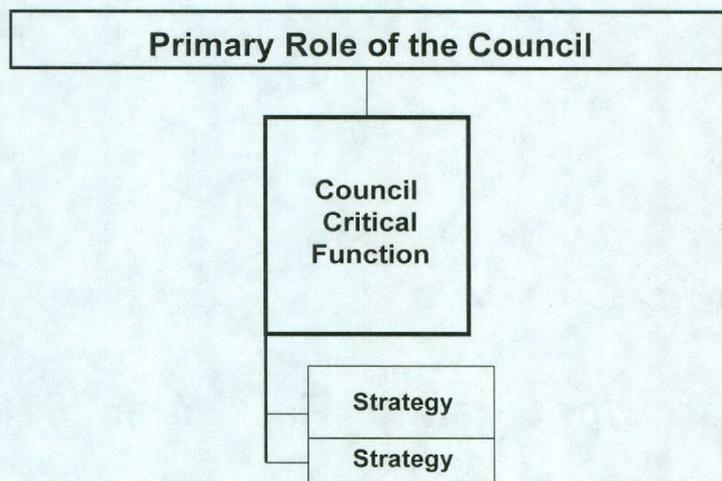 Primary Role of the Council
Council
Critical
Function
Strategy
Strategy